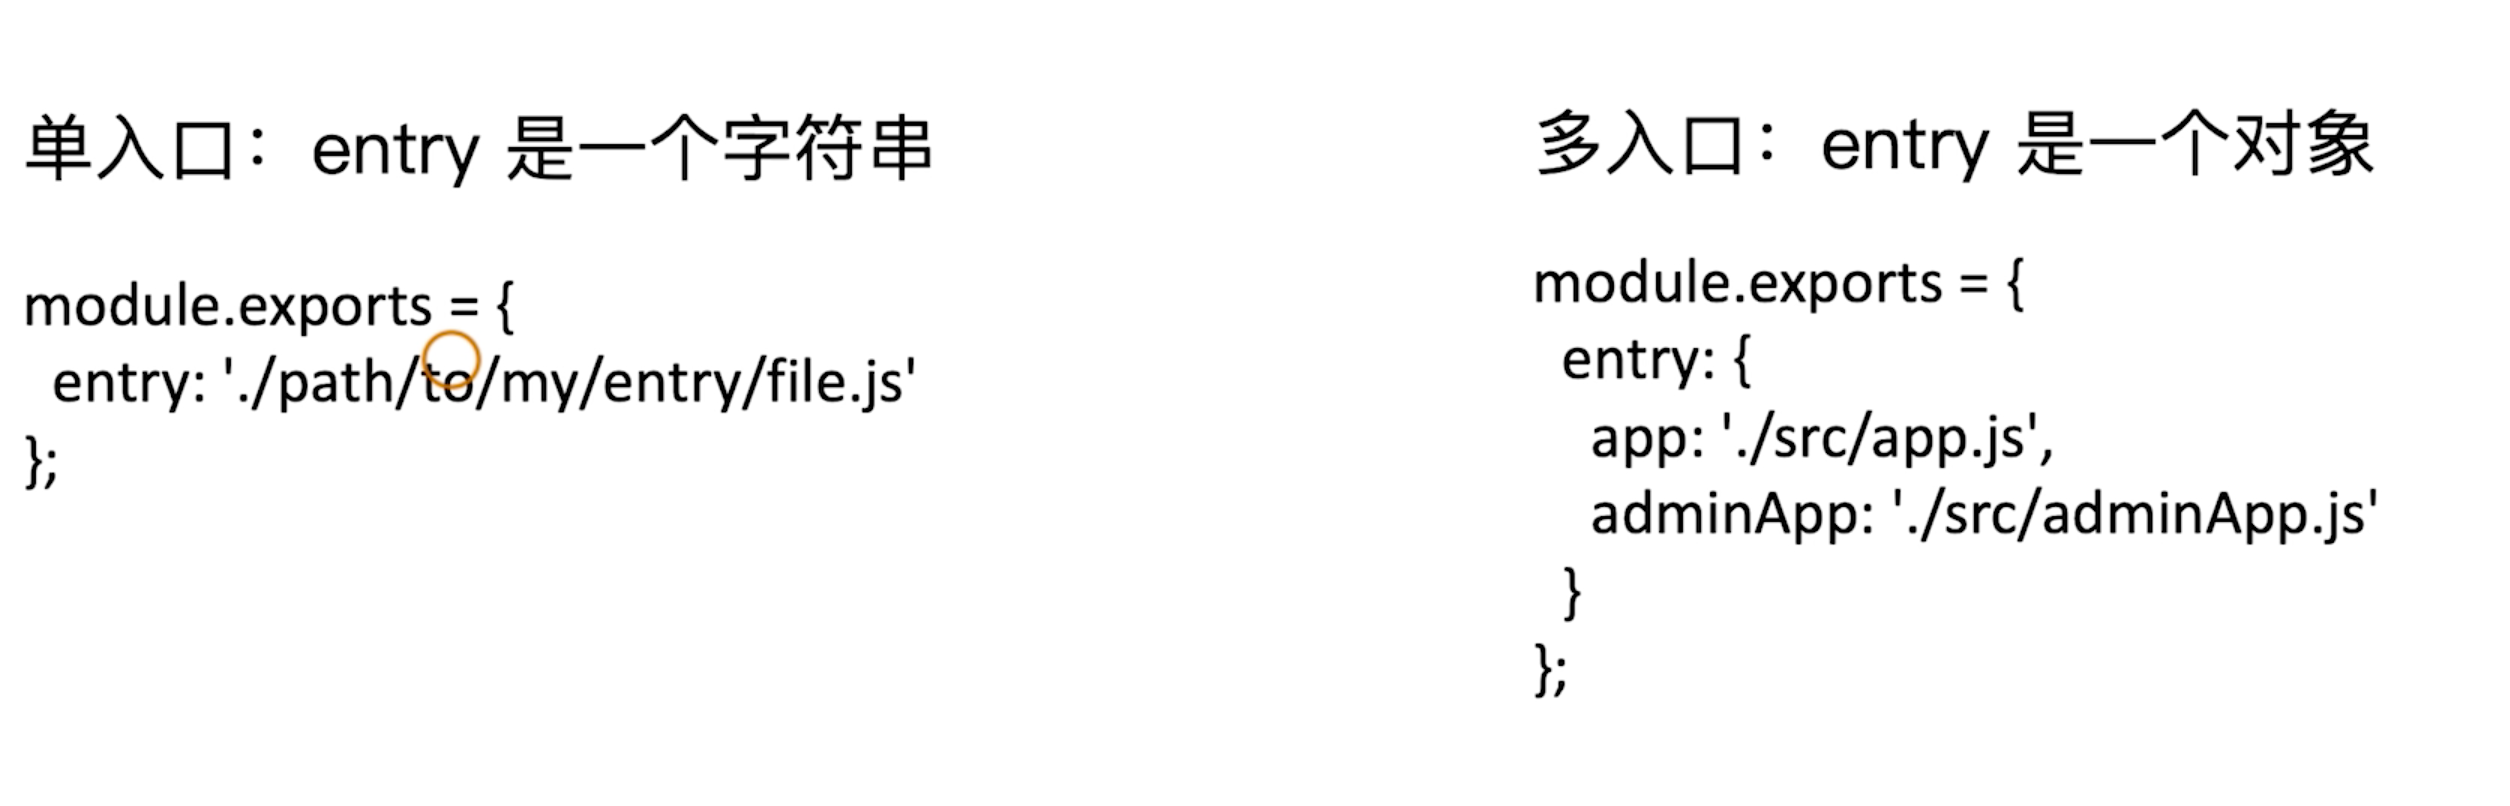 单入口：entry 是一个字符串
module.exports = {
  entry: './path/to/my/entry/file.js'
};
多入口：entry 是一个对象
module.exports = {
  entry: {
    app: './src/app.js',
    adminApp: './src/adminApp.js'
  }
};